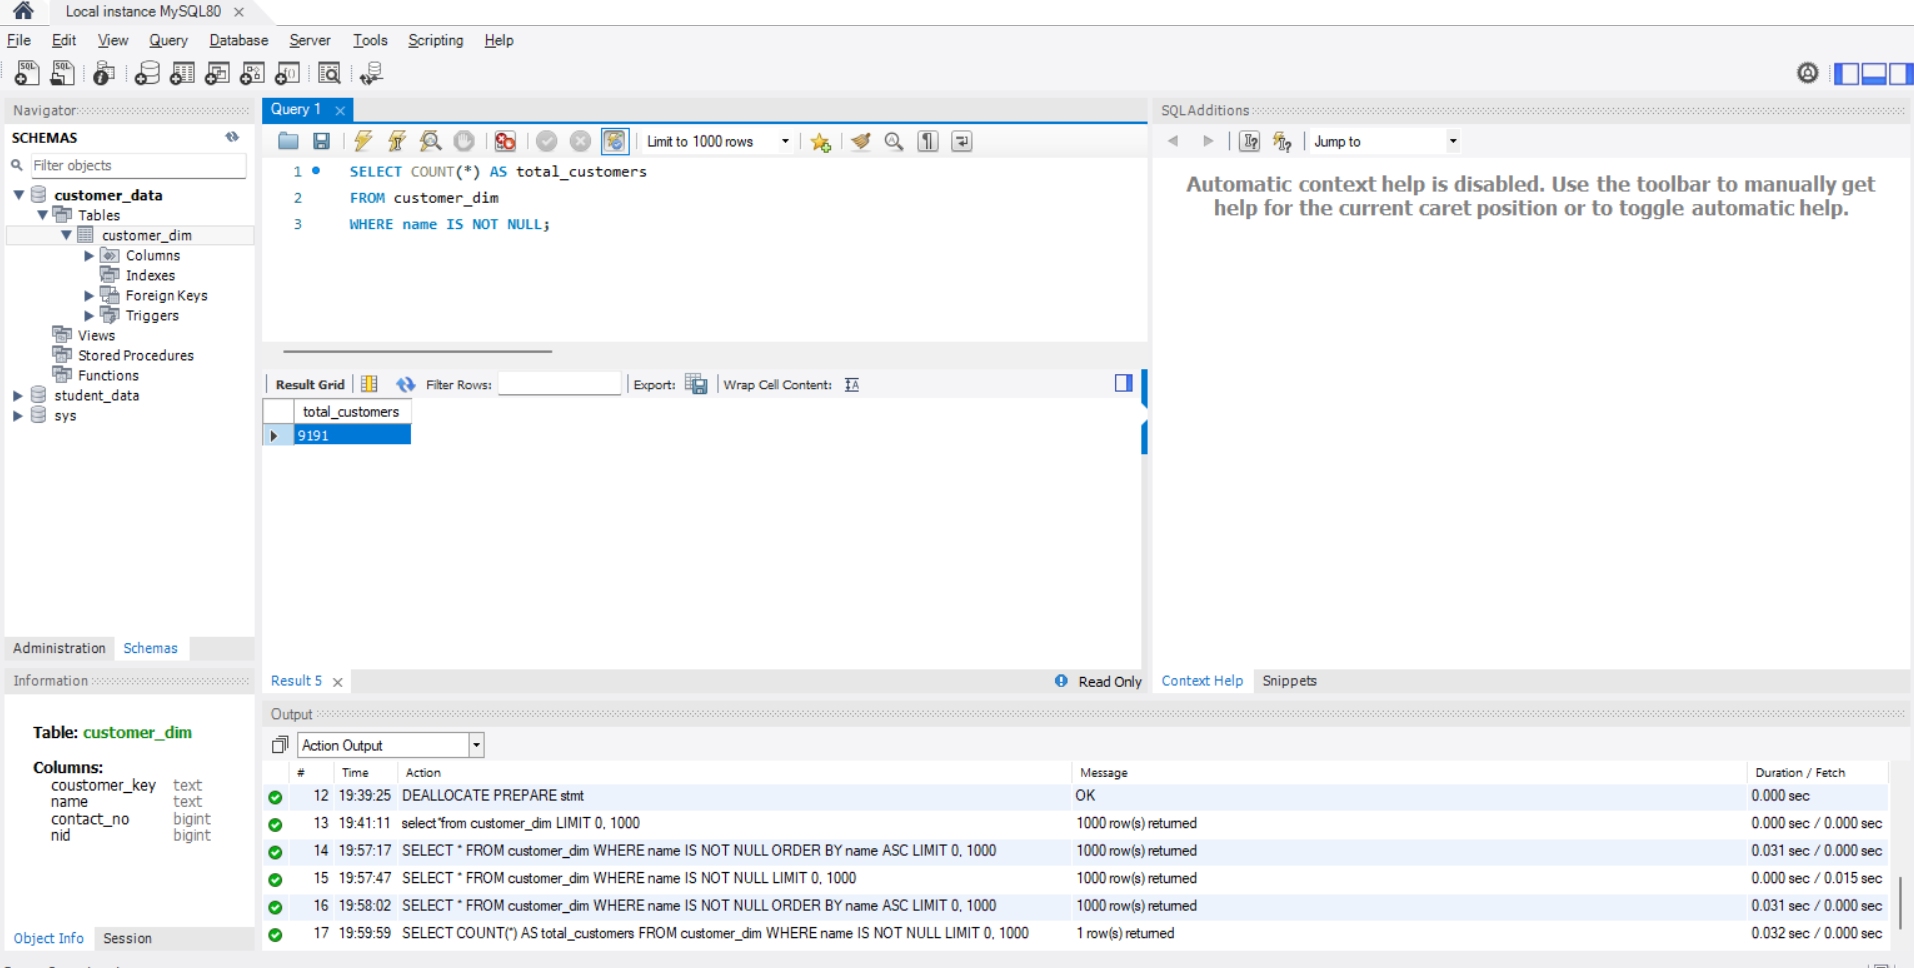 Local instance MySQL80 ×
File Edit View Query Database Server Tools Scripting Help
Navigator
SCHEMAS
Filter objects
customer_data
Tables
customer_dim
Columns
Indexes
Foreign Keys
Triggers
Views
Stored Procedures
Functions
student_data
sys
Administration Schemas
Information
Table: customer_dim
Columns:
coustomer_key text
name text
contact_no bigint
nid bigint
Object Info Session
Query 1 ×
Limit to 1000 rows
1 SELECT COUNT(*) AS total_customers
2 FROM customer_dim
3 WHERE name IS NOT NULL;
Result Grid Filter Rows: Export: Wrap Cell Content:
total_customers
9191
Result 5 × Read Only
SQLAdditions
Jump to
Automatic context help is disabled. Use the toolbar to manually get
help for the current caret position or to toggle automatic help.
Context Help Snippets
Output
Action Output
# Time Action Message Duration / Fetch
12 19:39:25 DEALLOCATE PREPARE stmt OK 0.000 sec
13 19:41:11 select*from customer_dim LIMIT 0, 1000 1000 row(s) returned 0.000 sec / 0.000 sec
14 19:57:17 SELECT * FROM customer_dim WHERE name IS NOT NULL ORDER BY name ASC LIMIT 0, 1000 1000 row(s) returned 0.031 sec / 0.000 sec
15 19:57:47 SELECT * FROM customer_dim WHERE name IS NOT NULL LIMIT 0, 1000 1000 row(s) returned 0.000 sec / 0.015 sec
16 19:58:02 SELECT * FROM customer_dim WHERE name IS NOT NULL ORDER BY name ASC LIMIT 0, 1000 1000 row(s) returned 0.031 sec / 0.000 sec
17 19:59:59 SELECT COUNT(*) AS total_customers FROM customer_dim WHERE name IS NOT NULL LIMIT 0, 1000 1 row(s) returned 0.032 sec / 0.000 sec